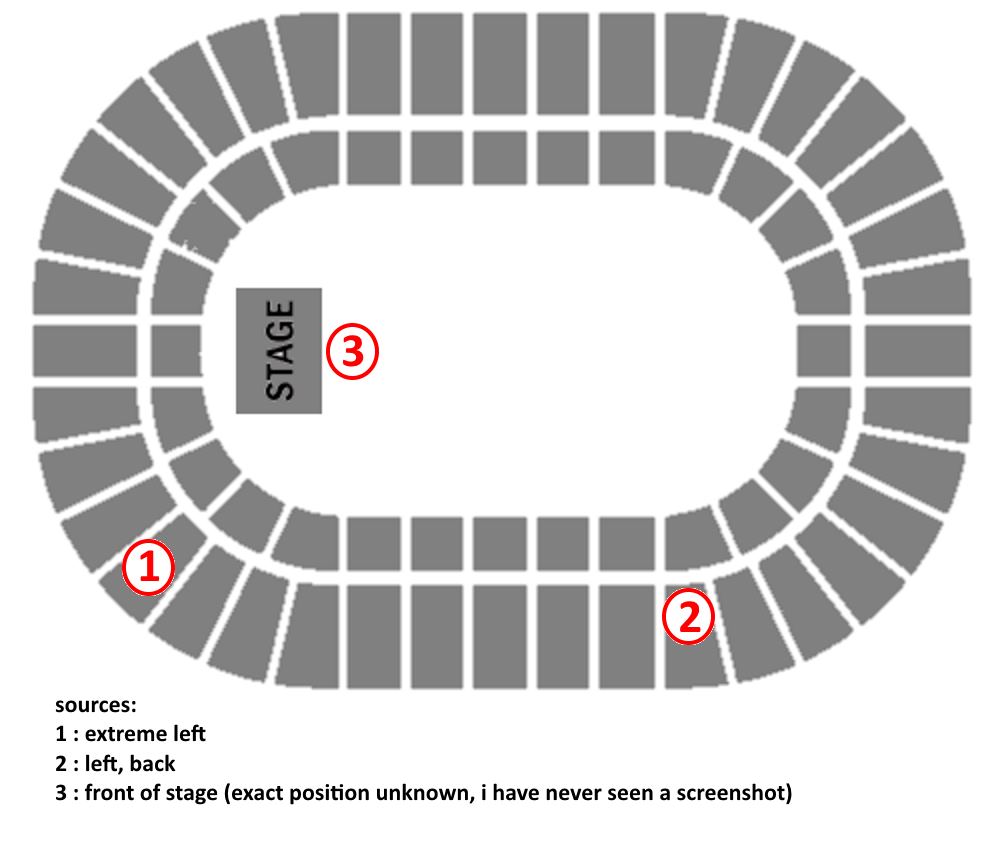 STAGE
3
1
2
sources:
1 : extreme left
2 : left, back
3 : front of stage (exact position unknown, i have never seen a screenshot)